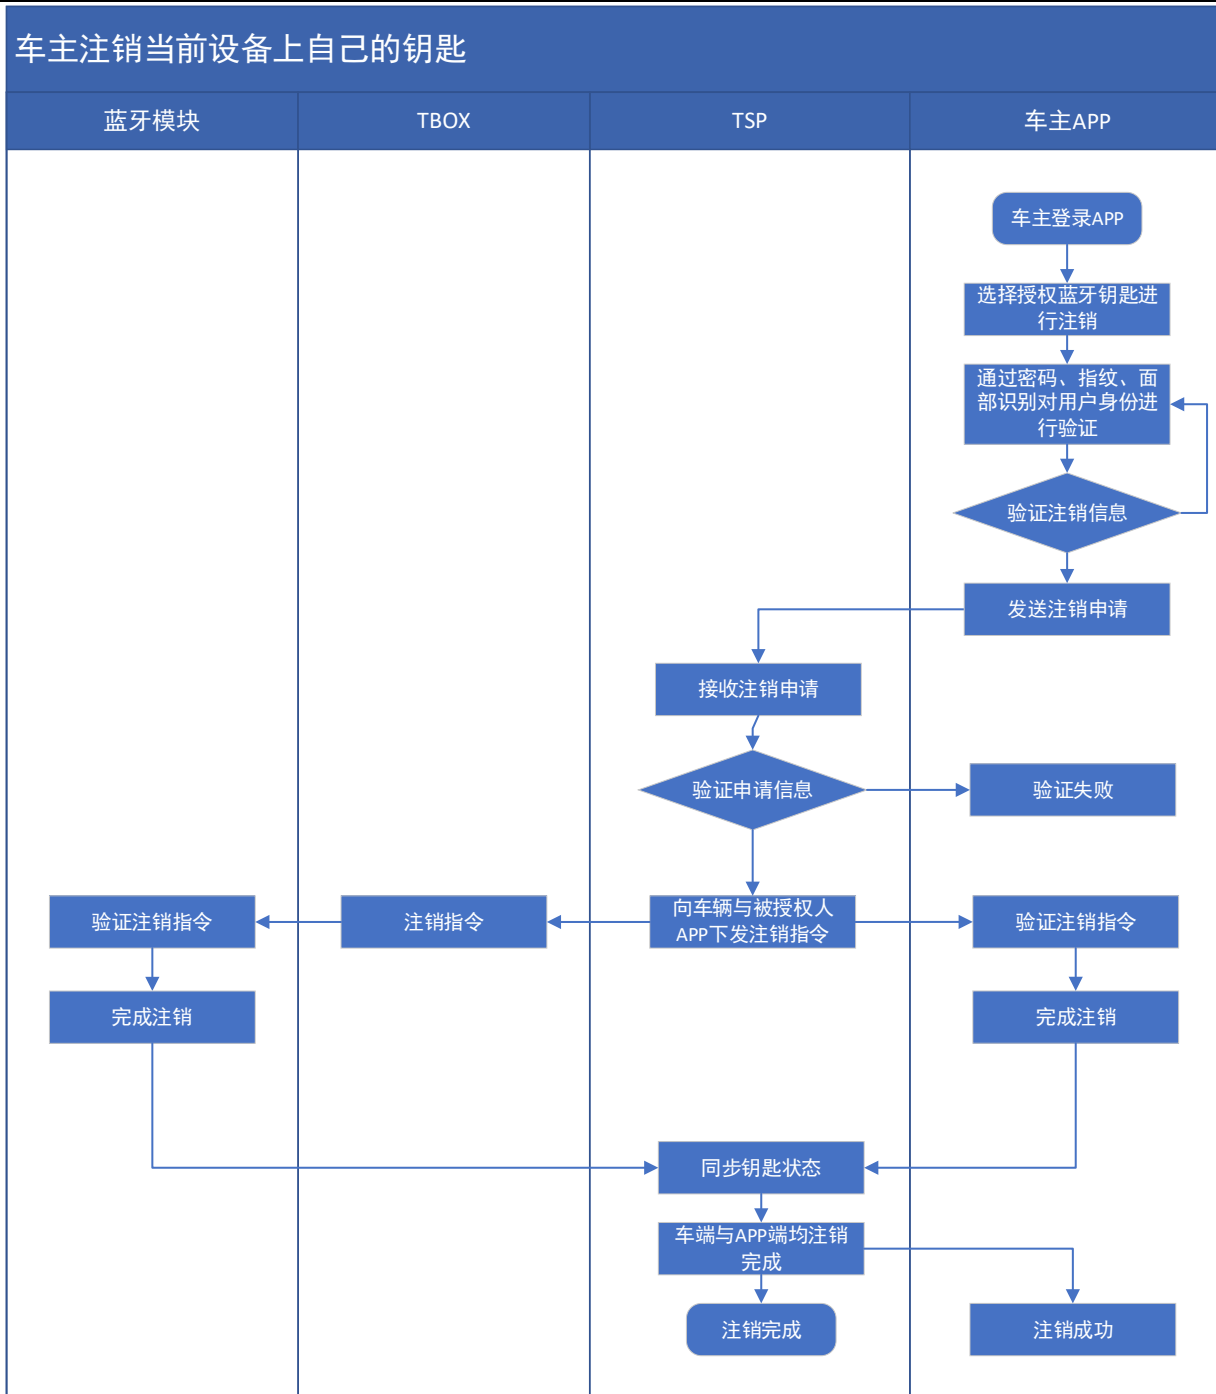 车主注销当前设备上自己的钥匙
蓝牙模块
TBOX
TSP
车主APP
车主登录APP
选择授权蓝牙钥匙进
行注销
通过密码、指纹、面
部识别对用户身份进
行验证
验证注销信息
发送注销申请
接收注销申请
验证申请信息
验证失败
验证注销指令
注销指令
向车辆与被授权人
APP下发注销指令
验证注销指令
完成注销
完成注销
同步钥匙状态
车端与APP端均注销
完成
注销完成
注销成功